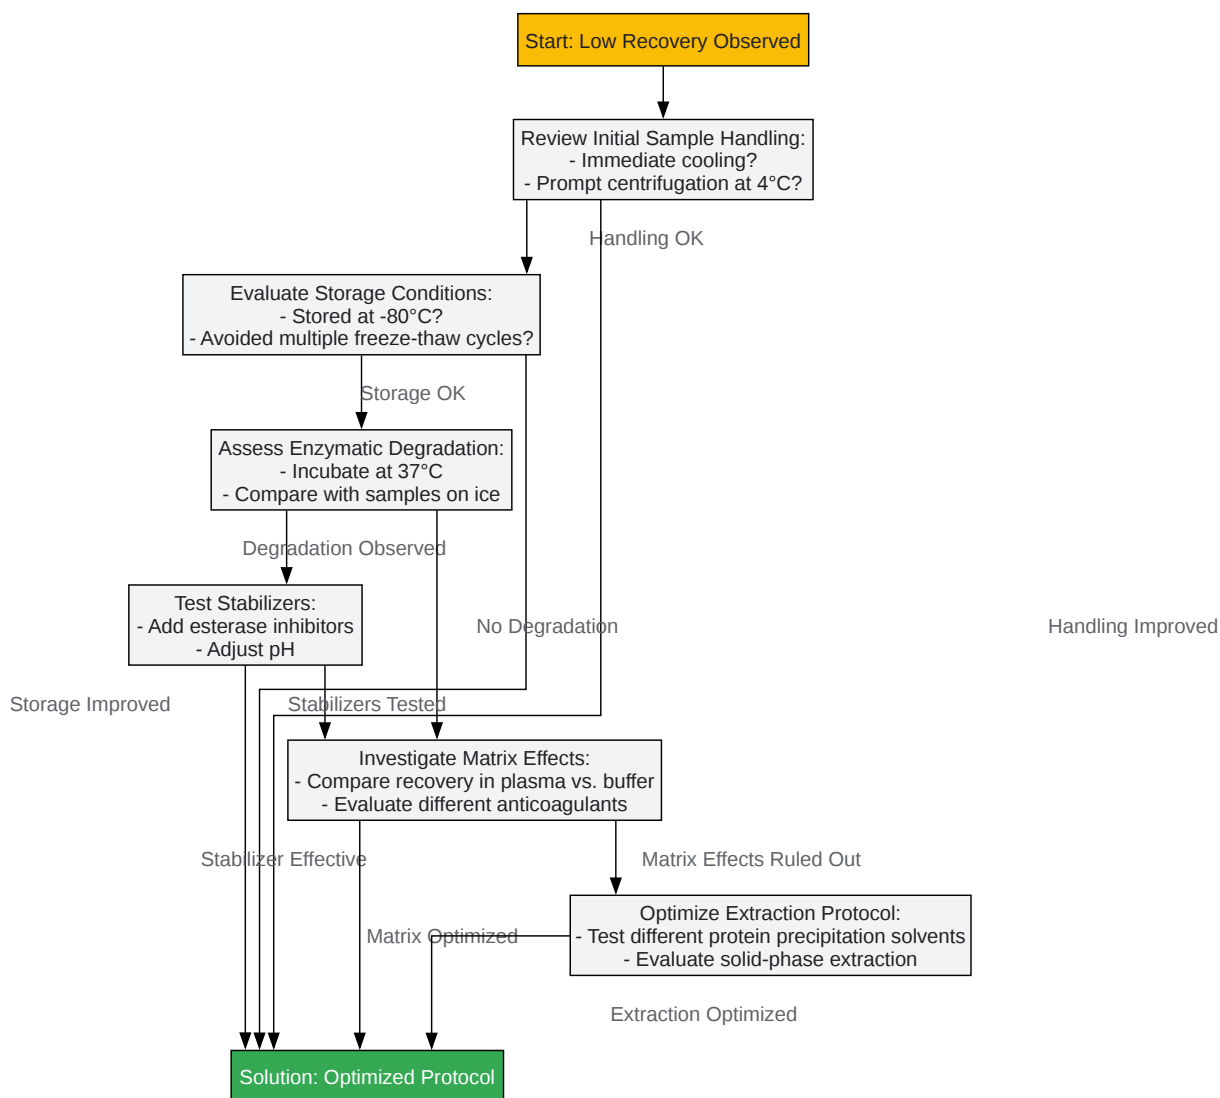 Start: Low Recovery Observed
Review Initial Sample Handling:
- Immediate cooling?
- Prompt centrifugation at 4°C?
Handling OK
Evaluate Storage Conditions:
- Stored at -80°C?
- Avoided multiple freeze-thaw cycles?
Storage OK
Assess Enzymatic Degradation:
- Incubate at 37°C
- Compare with samples on ice
Degradation Observed
Test Stabilizers:
- Add esterase inhibitors
- Adjust pH
No Degradation
Handling Improved
Storage Improved
Stabilizers Tested
Investigate Matrix Effects:
- Compare recovery in plasma vs. buffer
- Evaluate different anticoagulants
Stabilizer Effective
Matrix Effects Ruled Out
Optimize Extraction Protocol:
- Test different protein precipitation solvents
- Evaluate solid-phase extraction
Matrix Optimized
Extraction Optimized
Solution: Optimized Protocol